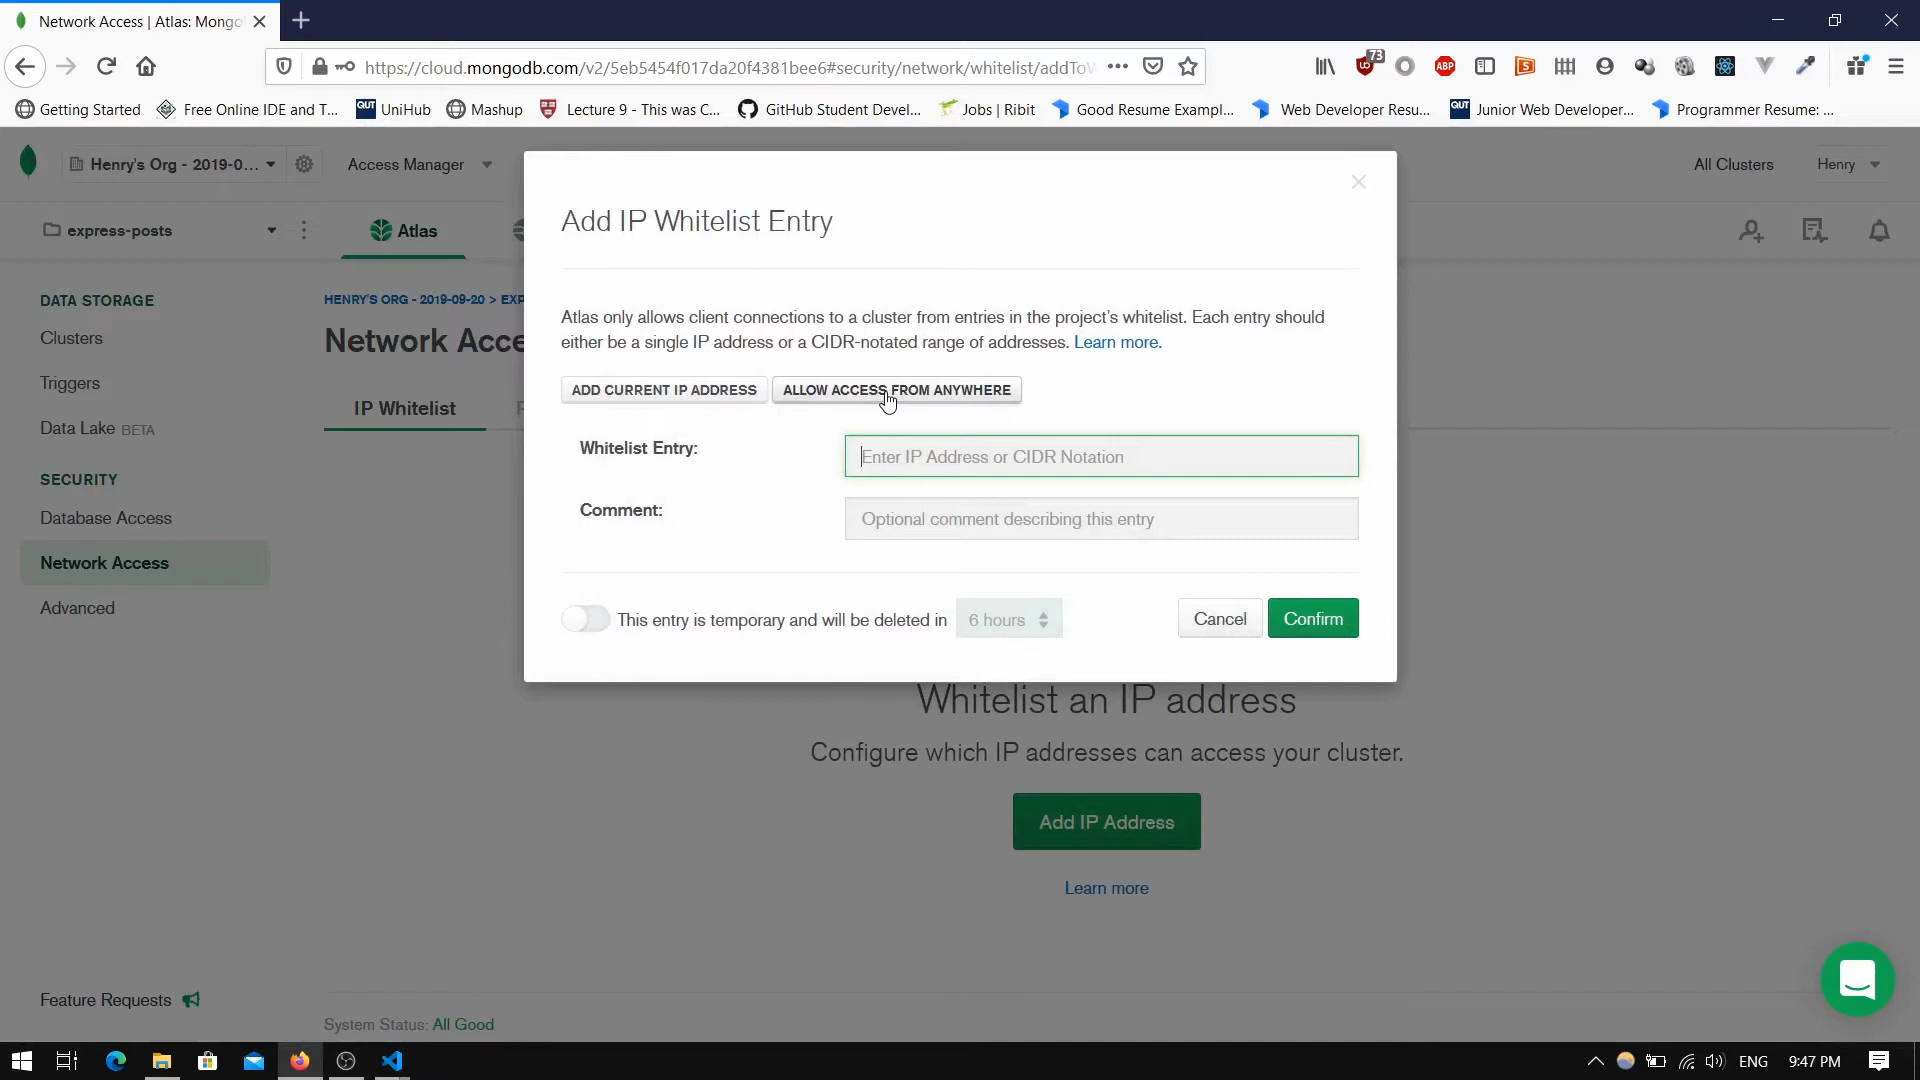 Network Access | Atlas: Mongo
https://cloud.mongodb.com/v2/5eb5454f017da20f4381bee6#security/network/whitelist/addToW
73
ABP
Getting Started
Free Online IDE and T...
QUT UniHub
Mashup
Lecture 9 - This was C...
GitHub Student Devel...
Jobs | Ribit
Good Resume Exampl...
Web Developer Resu...
QUT Junior Web Developer...
Programmer Resume: ...
Henry's Org - 2019-0...
Access Manager
All Clusters
Henry
express-posts
Atlas
DATA STORAGE
Clusters
Triggers
Data Lake BETA
SECURITY
Database Access
Network Access
Advanced
Feature Requests
HENRY'S ORG - 2019-09-20 > EXP
Network Acce
IP Whitelist
Add IP Whitelist Entry
Atlas only allows client connections to a cluster from entries in the project's whitelist. Each entry should
either be a single IP address or a CIDR-notated range of addresses. Learn more.
ADD CURRENT IP ADDRESS
ALLOW ACCESS FROM ANYWHERE
Whitelist Entry:
Enter IP Address or CIDR Notation
Comment:
Optional comment describing this entry
This entry is temporary and will be deleted in
6 hours
Cancel
Confirm
Whitelist an IP address
Configure which IP addresses can access your cluster.
Add IP Address
Learn more
System Status: All Good
ENG
9:47 PM